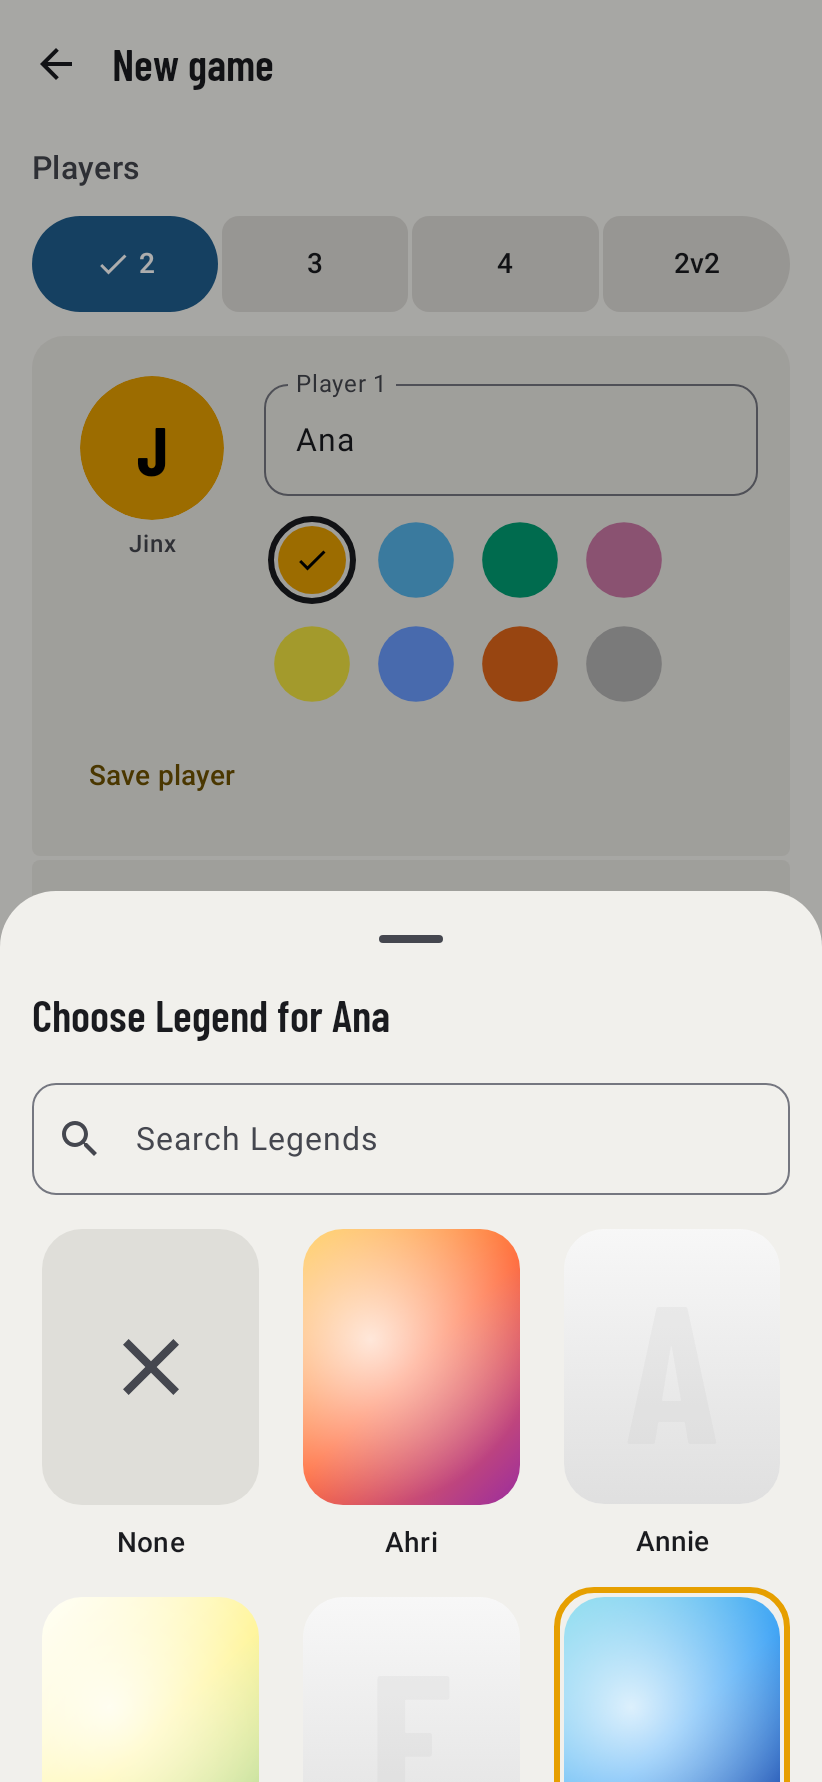 New game
Players
2
3
4
2v2
J
Player 1
Ana
Jinx
Save player
Choose Legend for Ana
Search Legends
A
None
Ahri
Annie
F